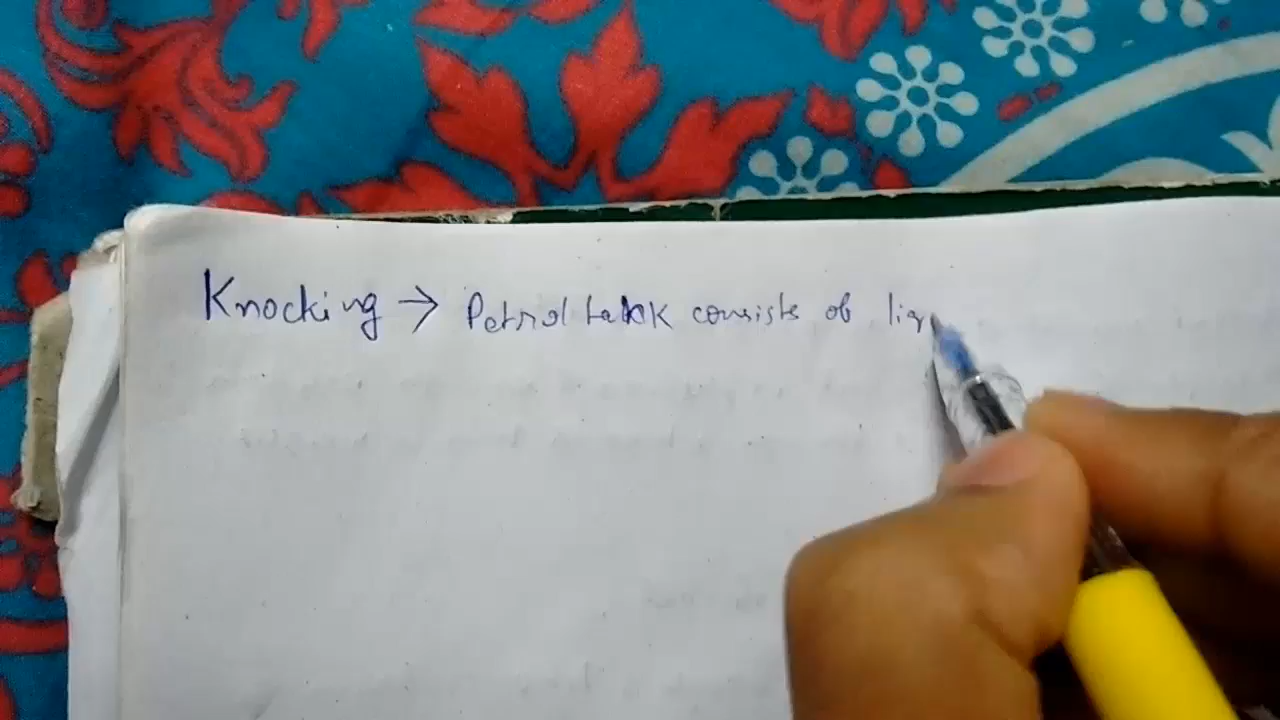 Knocking → Petrol tank consists of liq